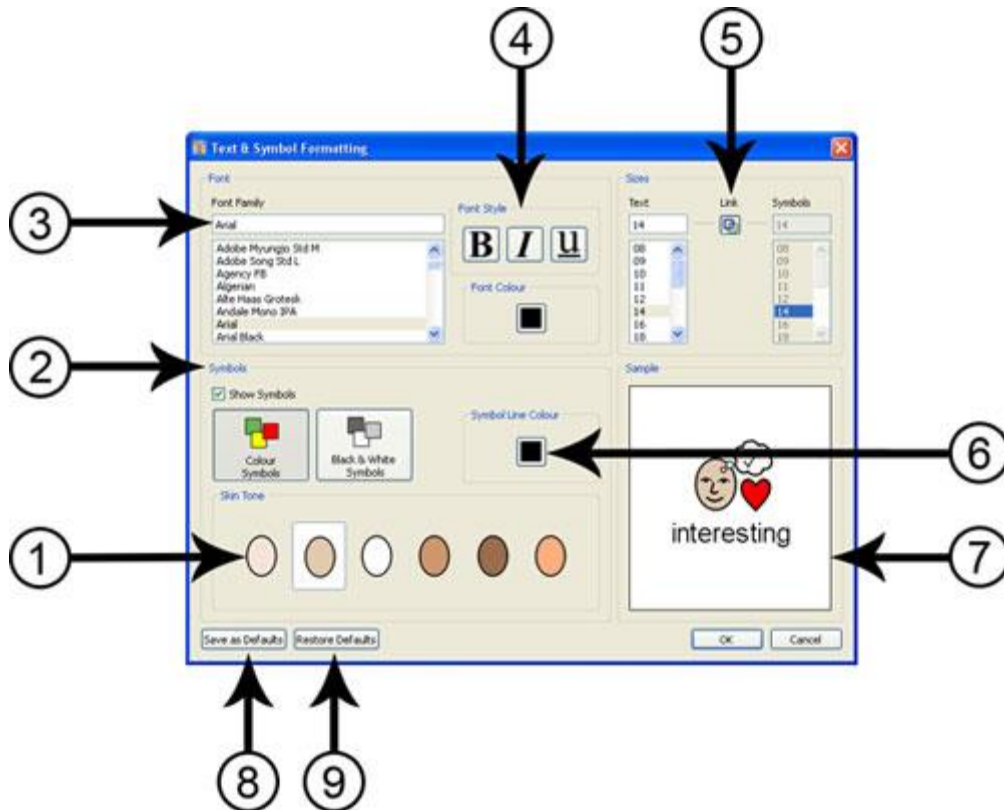 4
5
Text & Symbol Formatting
Font
Sizes
3
Font Family
Font Style
Text
Link
Symbols
Arial
14
14
B I u
Adobe Myungjo Std M
Adobe Song Std L
Agency FB
Algerian
Alte Haas Grotesk
Andale Mono IPA
Arial
Arial Black
Font Colour
08
09
10
11
12
14
16
18
08
09
10
11
12
14
16
18
2
Symbols
Sample
Show Symbols
Symbol Line Colour
Colour
Symbols
Black & White
Symbols
6
Skin Tone
interesting
1
7
Save as Defaults
Restore Defaults
OK
Cancel
8
9